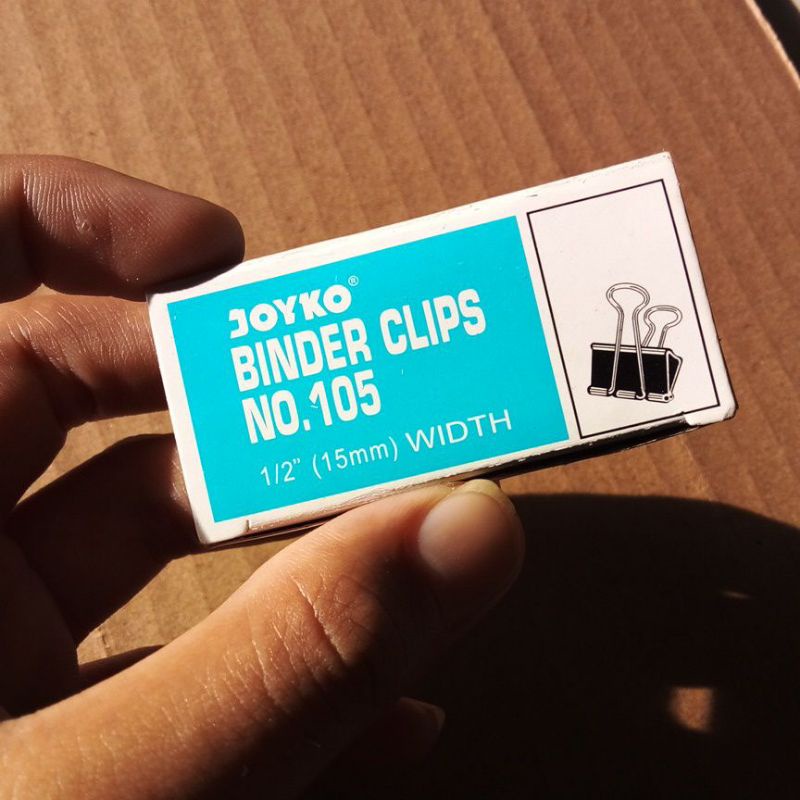 JOYKO®
BINDER CLIPS
NO.105
1/2" (15mm) WIDTH